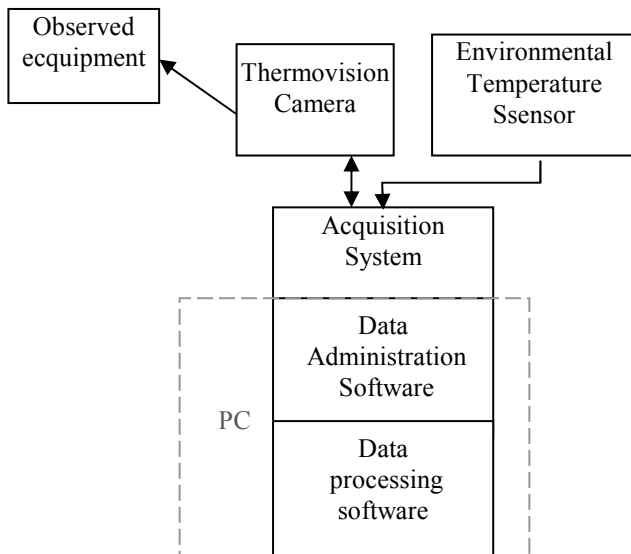 Observed
ecquipment
Thermovision
Camera
Environmental
Temperature
Ssensor
Acquisition
System
Data
Administration
Software
PC
Data
processing
software